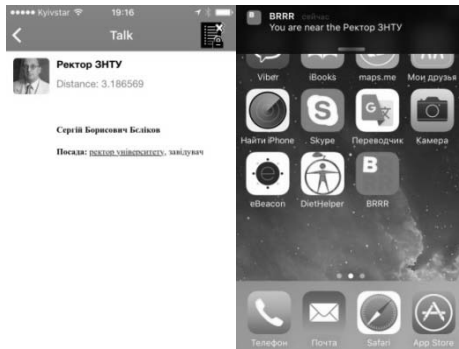 Kyivstar 19:16
Talk
Ректор ЗНТУ
Distance: 3.186569
Сергій Борисович Бєліков
Посада: ректор університету, завідувач
BRRR сейчас
You are near the Ректор ЗНТУ
Viber iBooks maps.me Мои друзья
Найти iPhone Skype Переводчик Камера
eBeacon DietHelper BRRR
Телефон Почта Safari App Store